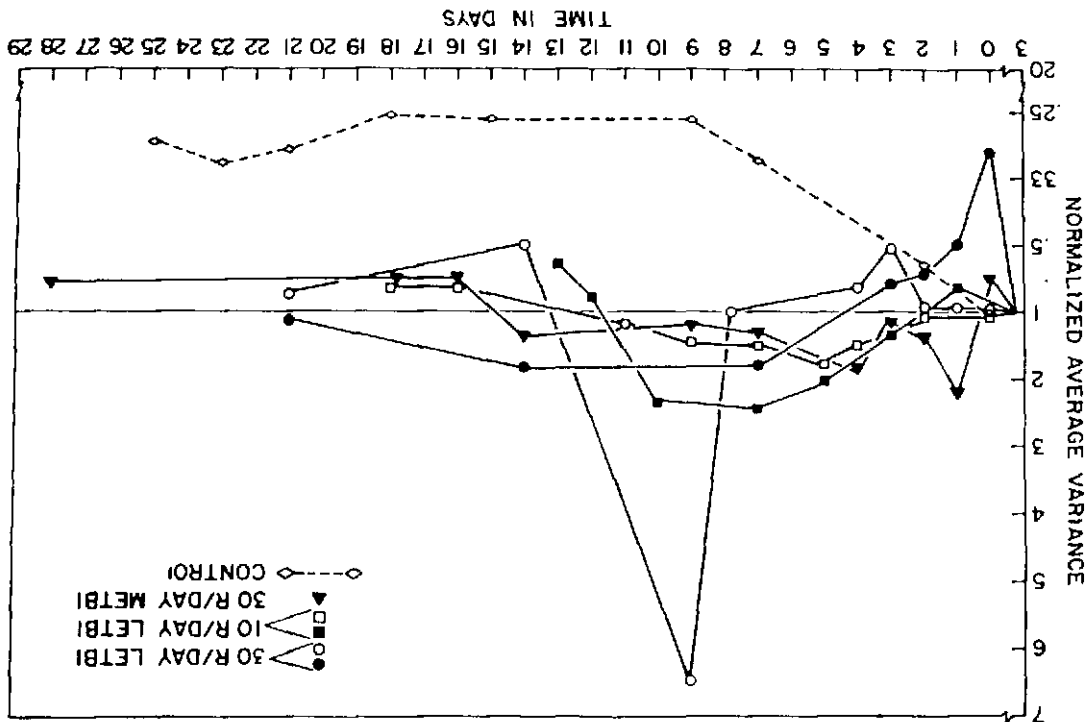 NORMALIZED AVERAGE VARIANCE
7
6
5
4
3
2
1
.5
33
.25
20
30 R/DAY LETBI
10 R/DAY LETBI
30 R/DAY METBI
CONTROI
3 0 1 2 3 4 5 6 7 8 9 10 11 12 13 14 15 16 17 18 19 20 21 22 23 24 25 26 27 28 29
TIME IN DAYS